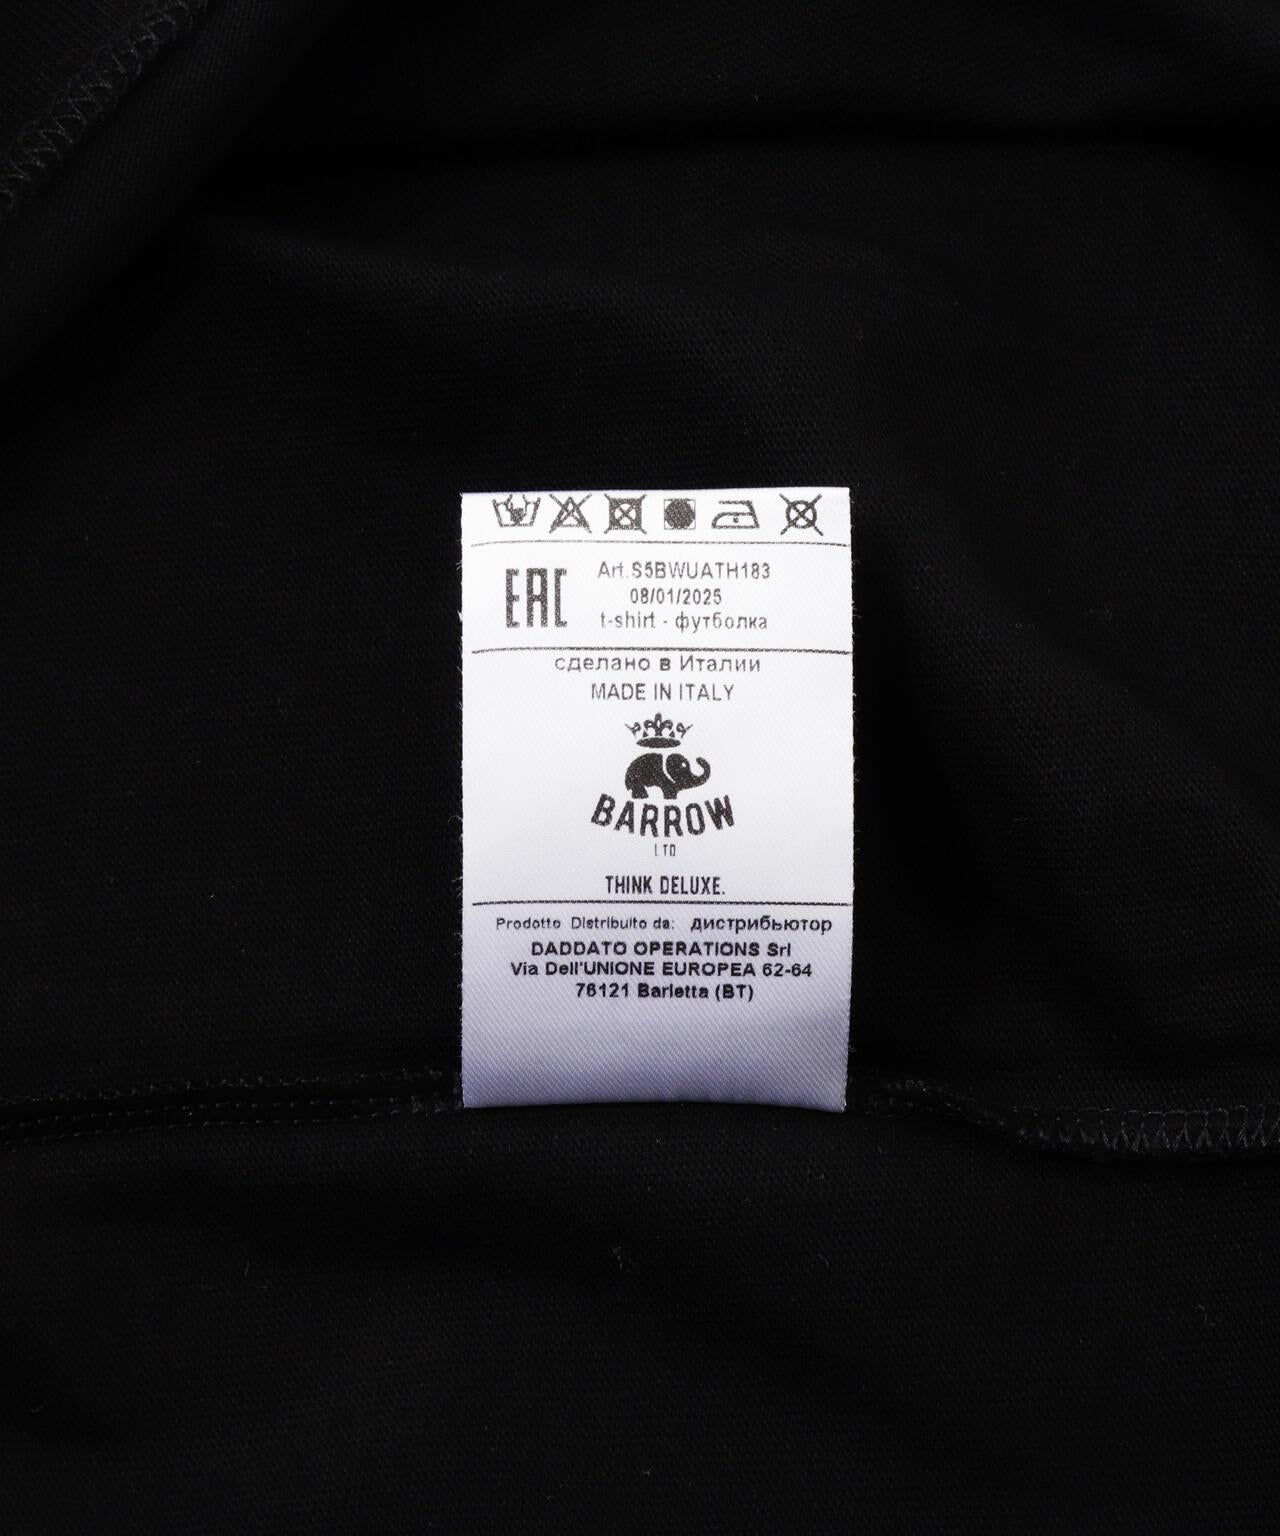 EAC
Art.S5BWUATH183
08/01/2025
t-shirt - футболка
сделано в Италии
MADE IN ITALY
BARROW
LTD
THINK DELUXE.
Prodotto Distribuito da: дистрибьютор
DADDATO OPERATIONS Srl
Via Dell'UNIONE EUROPEA 62-64
76121 Barletta (BT)